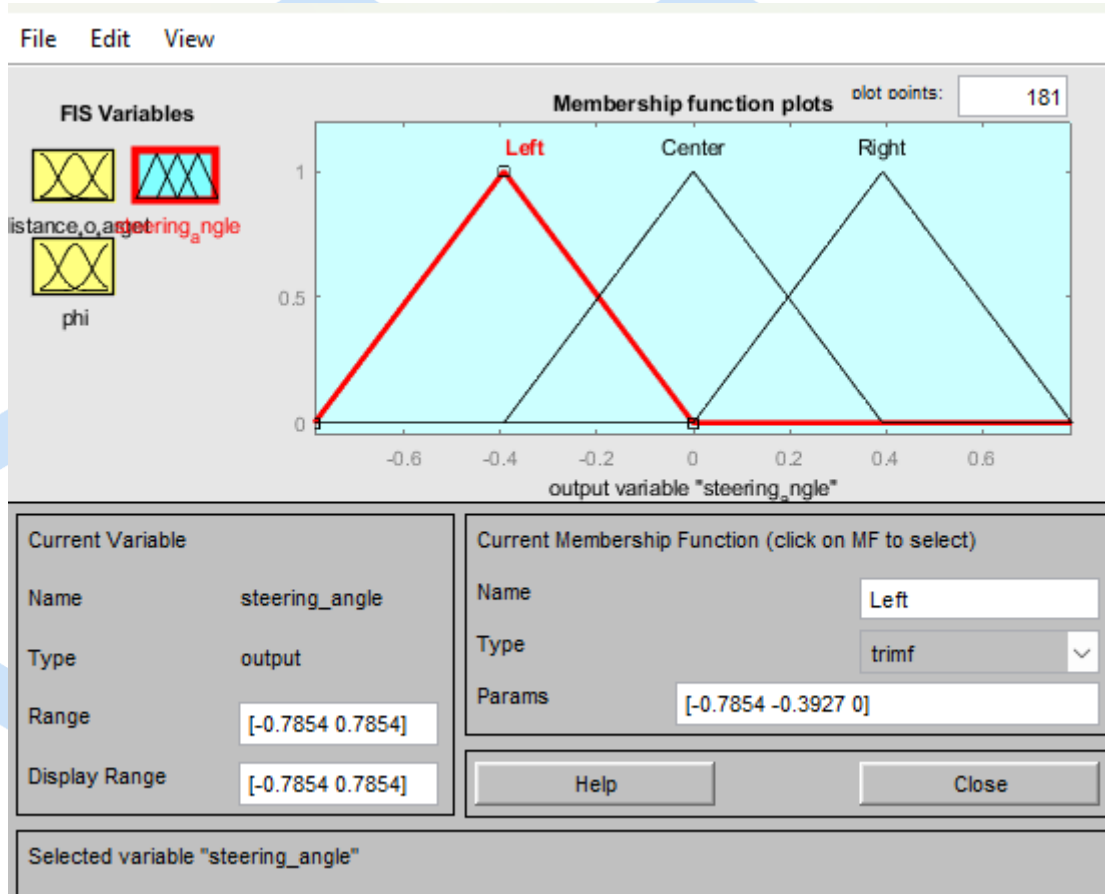 File Edit View
FIS Variables
Membership function plots
plot points: 181
steering_angle
phi
Left Center Right
1
0.5
0
-0.6 -0.4 -0.2 0 0.2 0.4 0.6
output variable "steering_angle"
Current Variable
Name steering_angle
Type output
Range [-0.7854 0.7854]
Display Range [-0.7854 0.7854]
Current Membership Function (click on MF to select)
Name Left
Type trimf
Params [-0.7854 -0.3927 0]
Help Close
Selected variable "steering_angle"